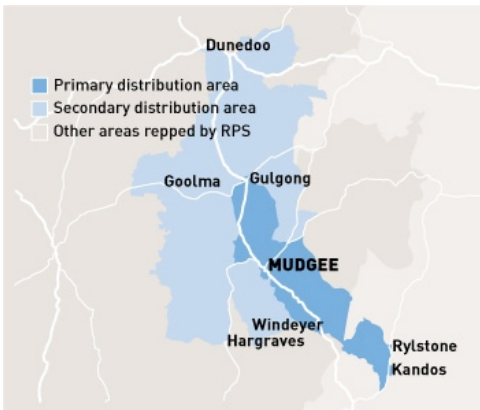 Dunedoo
Primary distribution area
Secondary distribution area
Other areas repped by RPS
Goolma
Gulgong
MUDGEE
Windeyer
Hargraves
Rylstone
Kandos